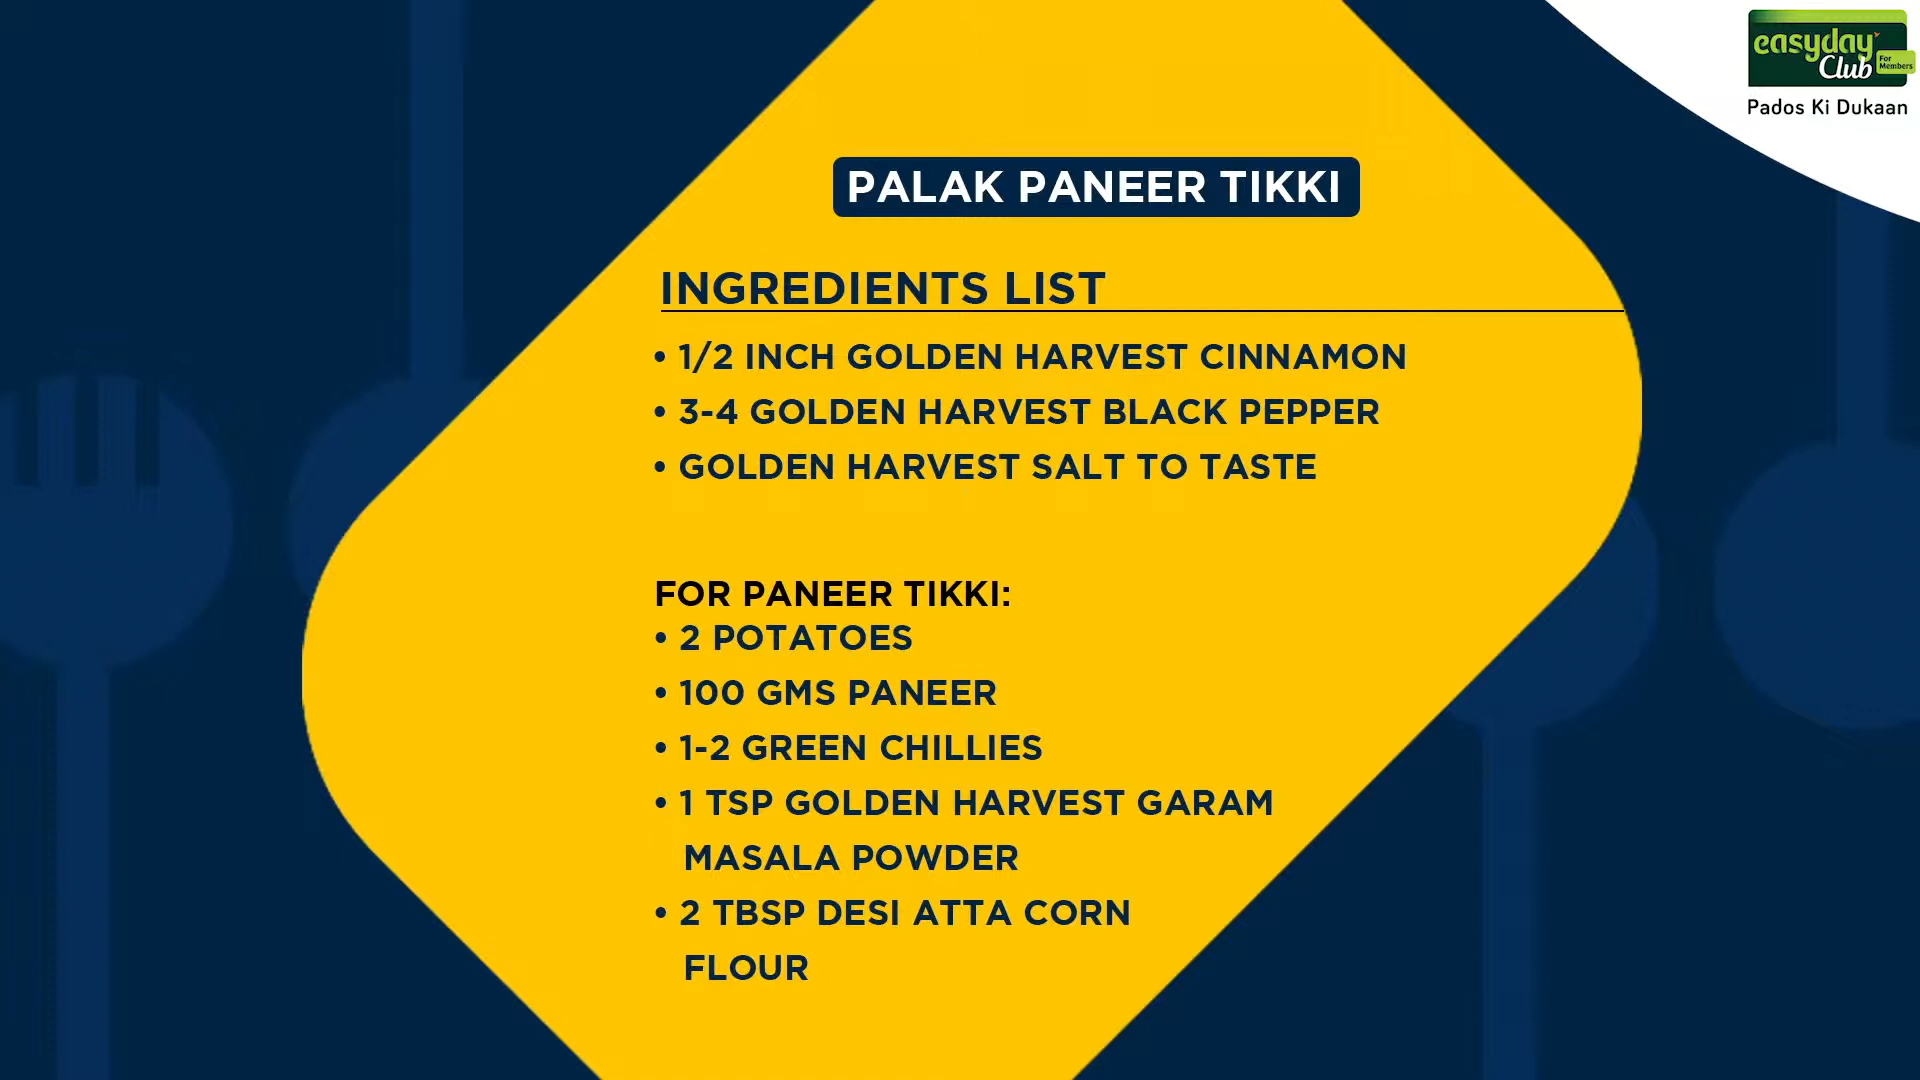 easyday
Club
For
Members
Pados Ki Dukaan
PALAK PANEER TIKKI
INGREDIENTS LIST
• 1/2 INCH GOLDEN HARVEST CINNAMON
• 3-4 GOLDEN HARVEST BLACK PEPPER
• GOLDEN HARVEST SALT TO TASTE
FOR PANEER TIKKI:
• 2 POTATOES
• 100 GMS PANEER
• 1-2 GREEN CHILLIES
• 1 TSP GOLDEN HARVEST GARAM
MASALA POWDER
• 2 TBSP DESI ATTA CORN
FLOUR